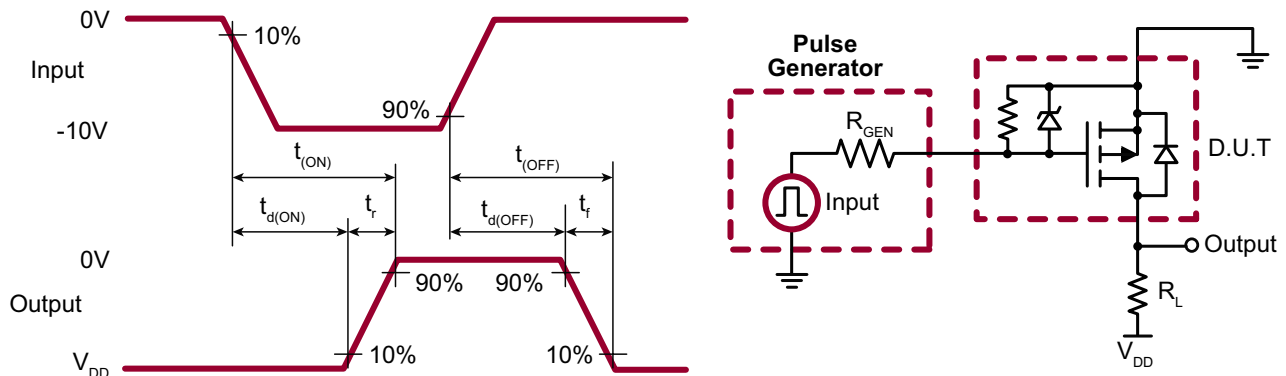 0V
10%
Input
90%
-10V
t(ON)
t(OFF)
td(ON)
tr
td(OFF)
tf
0V
90%
90%
Output
10%
10%
VDD
Pulse
Generator
RGEN
Input
D.U.T
Output
RL
VDD